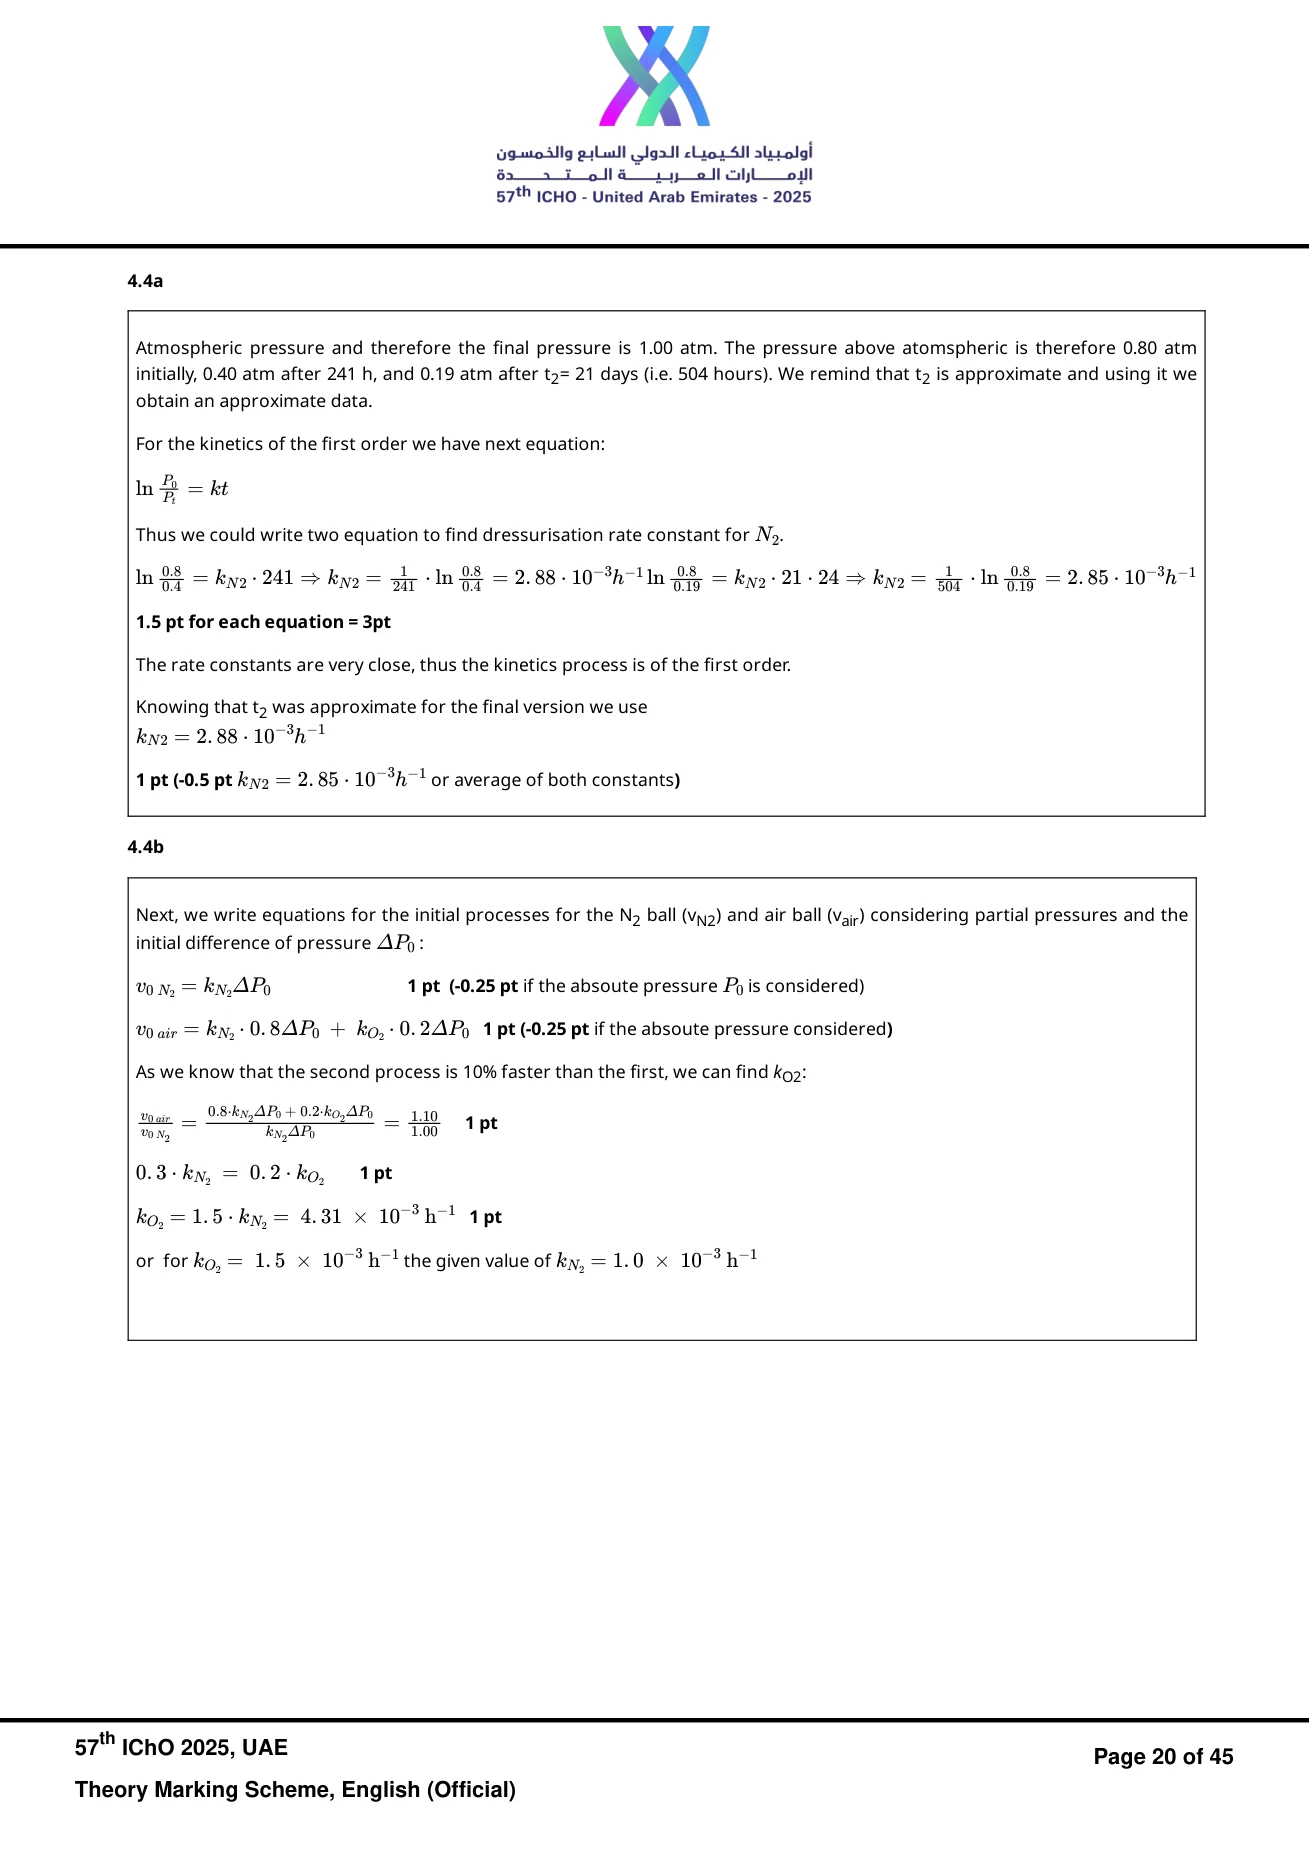 أولمبياد الكيمياء الدولي السابع والخمسون
الإمــــارات الـعــربـيــــة الـمــتــحــدة
57th ICHO - United Arab Emirates - 2025
4.4a
Atmospheric pressure and therefore the final pressure is 1.00 atm. The pressure above atomspheric is therefore 0.80 atm
initially, 0.40 atm after 241 h, and 0.19 atm after t2= 21 days (i.e. 504 hours). We remind that t2 is approximate and using it we
obtain an approximate data.
For the kinetics of the first order we have next equation:
ln P0/Pt = kt
Thus we could write two equation to find dressurisation rate constant for N2.
ln 0.8/0.4 = kN2 · 241 ⇒ kN2 = 1/241 · ln 0.8/0.4 = 2.88 · 10−3h−1 ln 0.8/0.19 = kN2 · 21 · 24 ⇒ kN2 = 1/504 · ln 0.8/0.19 = 2.85 · 10−3h−1
1.5 pt for each equation = 3pt
The rate constants are very close, thus the kinetics process is of the first order.
Knowing that t2 was approximate for the final version we use
kN2 = 2.88 · 10−3h−1
1 pt (-0.5 pt kN2 = 2.85 · 10−3h−1 or average of both constants)
4.4b
Next, we write equations for the initial processes for the N2 ball (vN2) and air ball (vair) considering partial pressures and the
initial difference of pressure ΔP0 :
v0 N2 = kN2ΔP0 1 pt (-0.25 pt if the absoute pressure P0 is considered)
v0 air = kN2 · 0.8ΔP0 + kO2 · 0.2ΔP0 1 pt (-0.25 pt if the absoute pressure considered)
As we know that the second process is 10% faster than the first, we can find kO2:
v0 air/v0 N2 = 0.8·kN2ΔP0 + 0.2·kO2ΔP0/kN2ΔP0 = 1.10/1.00 1 pt
0.3 · kN2 = 0.2 · kO2 1 pt
kO2 = 1.5 · kN2 = 4.31 × 10−3 h−1 1 pt
or for kO2 = 1.5 × 10−3 h−1 the given value of kN2 = 1.0 × 10−3 h−1
57th IChO 2025, UAE
Page 20 of 45
Theory Marking Scheme, English (Official)